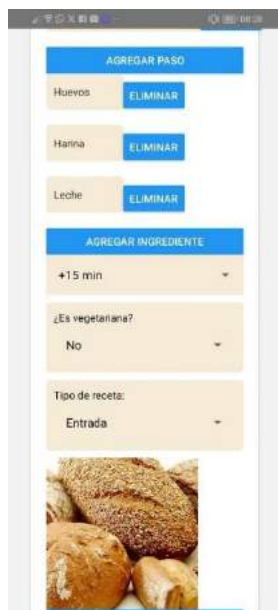 AGREGAR PASO
Huevos
ELIMINAR
Harina
ELIMINAR
Leche
ELIMINAR
AGREGAR INGREDIENTE
+15 min
¿Es vegetariana?
No
Tipo de receta:
Entrada